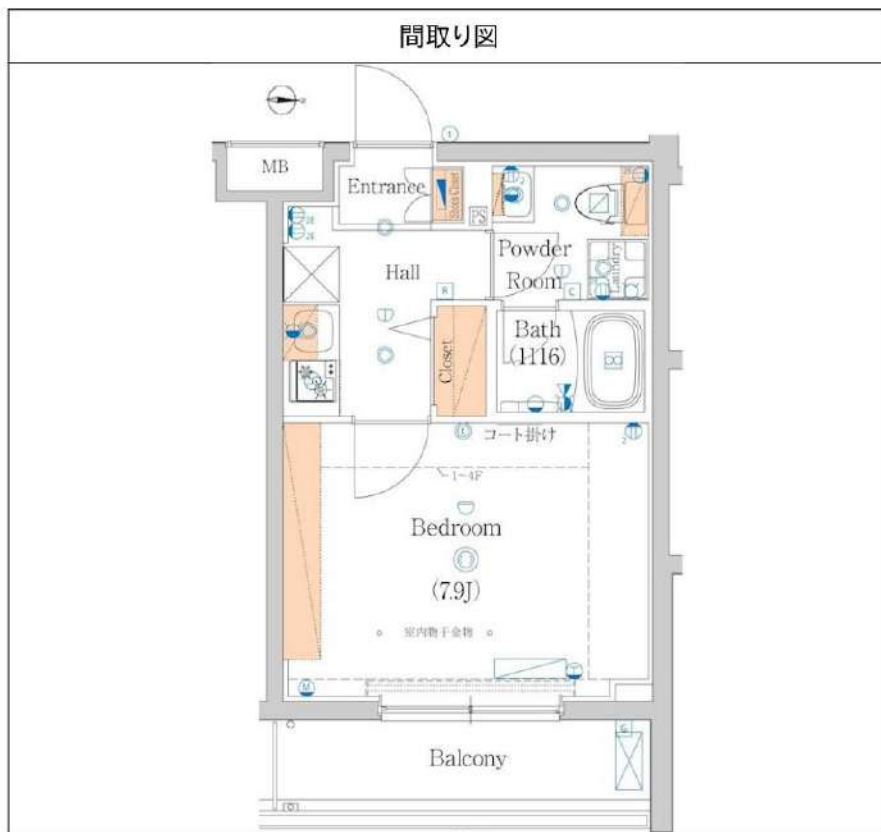 間取り図
MB
Entrance
Shoes Closet
PS
Powder
Room
Laundry
Hall
R
C
Closet
Bath
(1116)
コート掛け
2
1~4F
Bedroom
(7.9J)
室内物干金物
M
G
Balcony